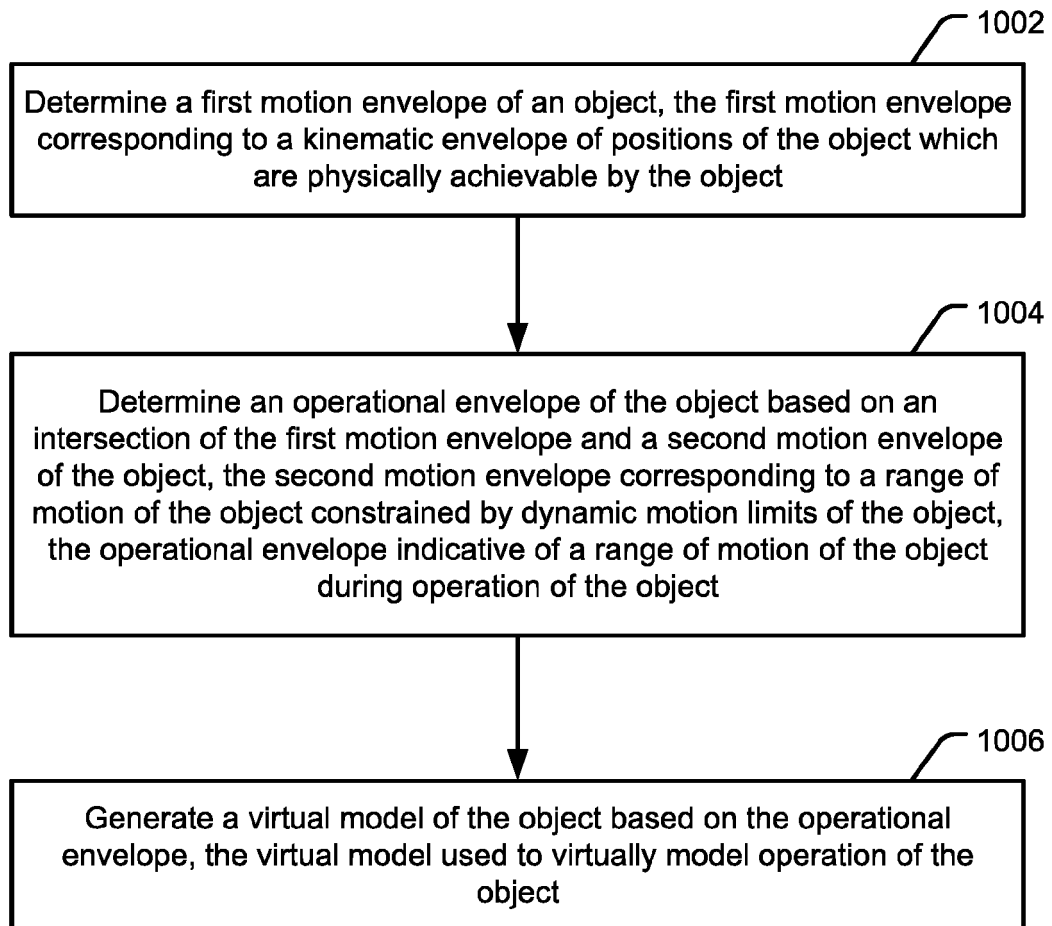 1002
Determine a first motion envelope of an object, the first motion envelope
corresponding to a kinematic envelope of positions of the object which
are physically achievable by the object
1004
Determine an operational envelope of the object based on an
intersection of the first motion envelope and a second motion envelope
of the object, the second motion envelope corresponding to a range of
motion of the object constrained by dynamic motion limits of the object,
the operational envelope indicative of a range of motion of the object
during operation of the object
1006
Generate a virtual model of the object based on the operational
envelope, the virtual model used to virtually model operation of the
object